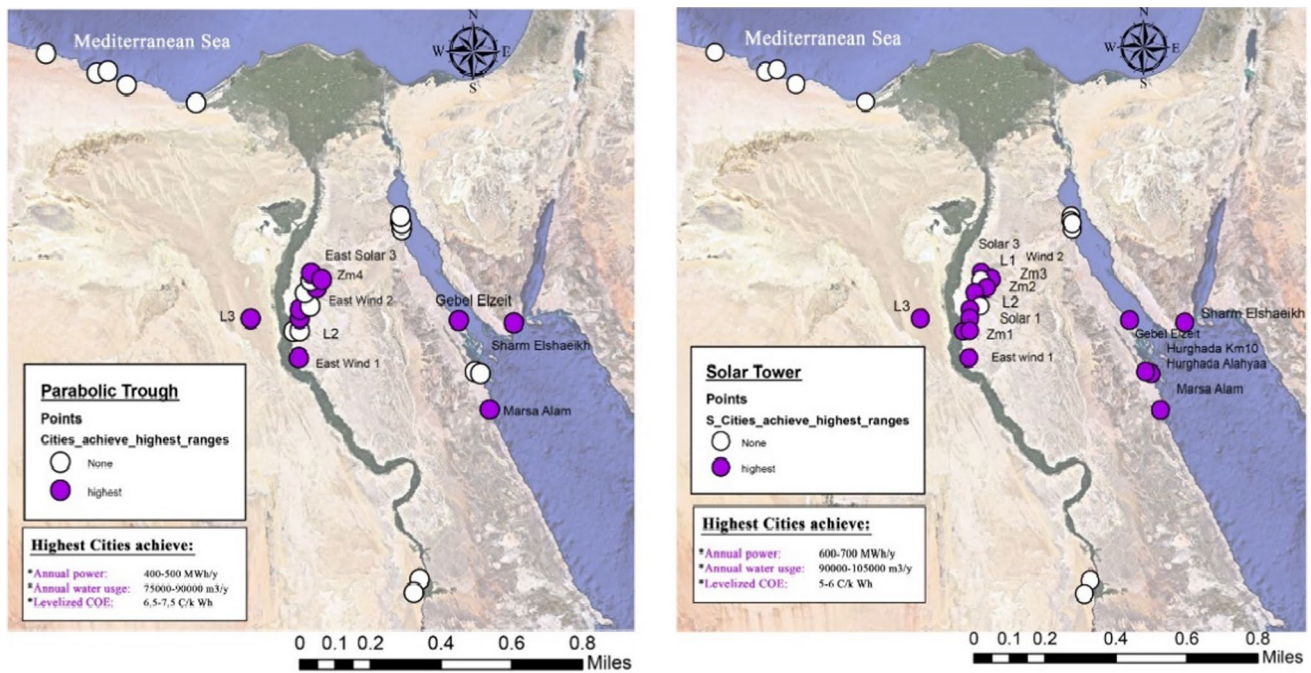 Mediterranean Sea
N
W E
S
East Solar 3
Zm4
East Wind 2
L3
L2
East Wind 1
Gebel Elzeit
Sharm Elshaeikh
Marsa Alam
Parabolic Trough
Points
Cities_achieve_highest_ranges
None
highest
Highest Cities achieve:
*Annual power: 400-500 MWh/y
*Annual water usge: 75000-90000 m3/y
*Levelized COE: 6,5-7,5 C/k Wh
0 0.1 0.2 0.4 0.6 0.8
Miles
Mediterranean Sea
N
W E
S
Solar 3
L1 Wind 2
Zm3
Zm2
L3
L2
Solar 1
Zm1
East wind 1
Sharm Elshaeikh
Gebel Elzeit
Hurghada Km10
Hurghada Alahyaa
Marsa Alam
Solar Tower
Points
S_Cities_achieve_highest_ranges
None
highest
Highest Cities achieve:
*Annual power: 600-700 MWh/y
*Annual water usge: 90000-105000 m3/y
*Levelized COE: 5-6 C/k Wh
0 0.1 0.2 0.4 0.6 0.8
Miles